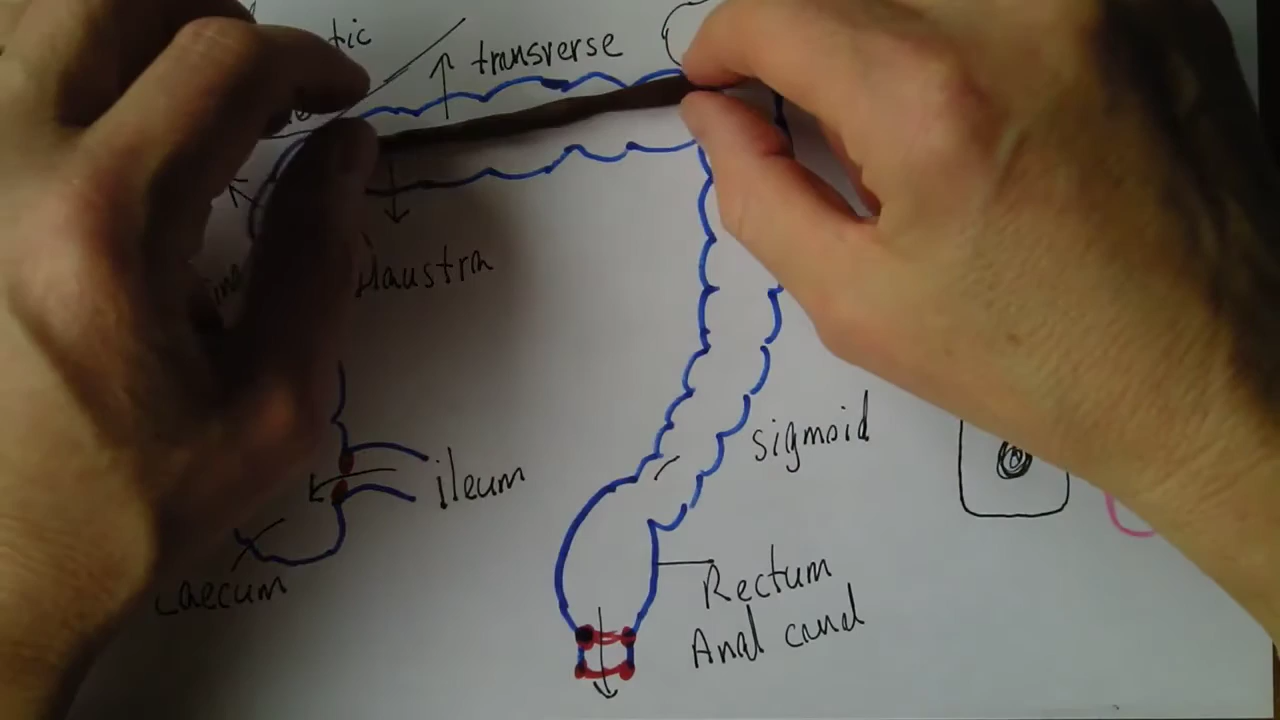 transverse
Haustra
sigmoid
ileum
caecum
Rectum
Anal canal